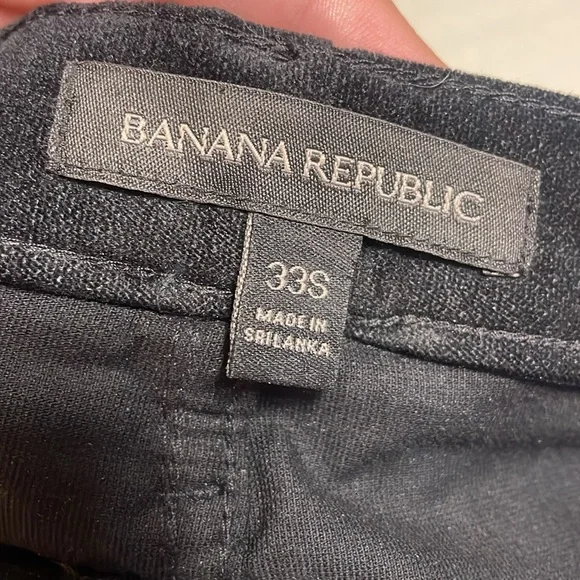 BANANA REPUBLIC
33S
MADE IN
SRI LANKA